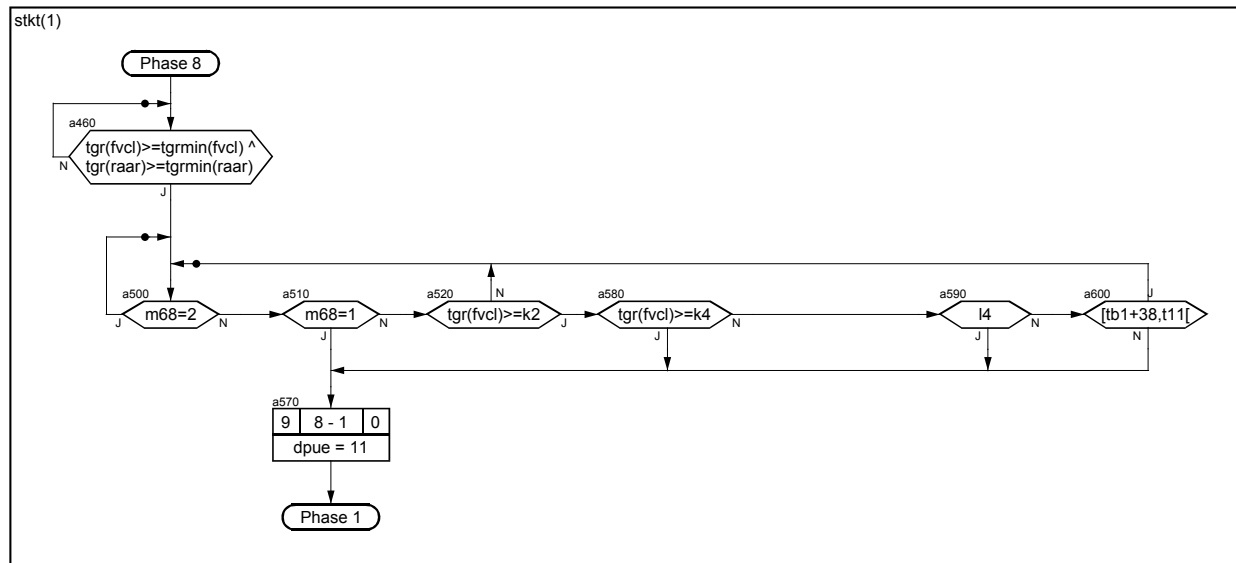 stkt(1)
Phase 8
a460
tgr(fvcl)>=tgrmin(fvcl) ^
tgr(raar)>=tgrmin(raar)
N
J
a500
m68=2
J
N
a510
m68=1
N
J
a520
tgr(fvcl)>=k2
N
J
a580
tgr(fvcl)>=k4
N
J
a590
l4
N
J
a600
[tb1+38,t11[
J
N
a570
9 8 - 1 0
dpue = 11
Phase 1